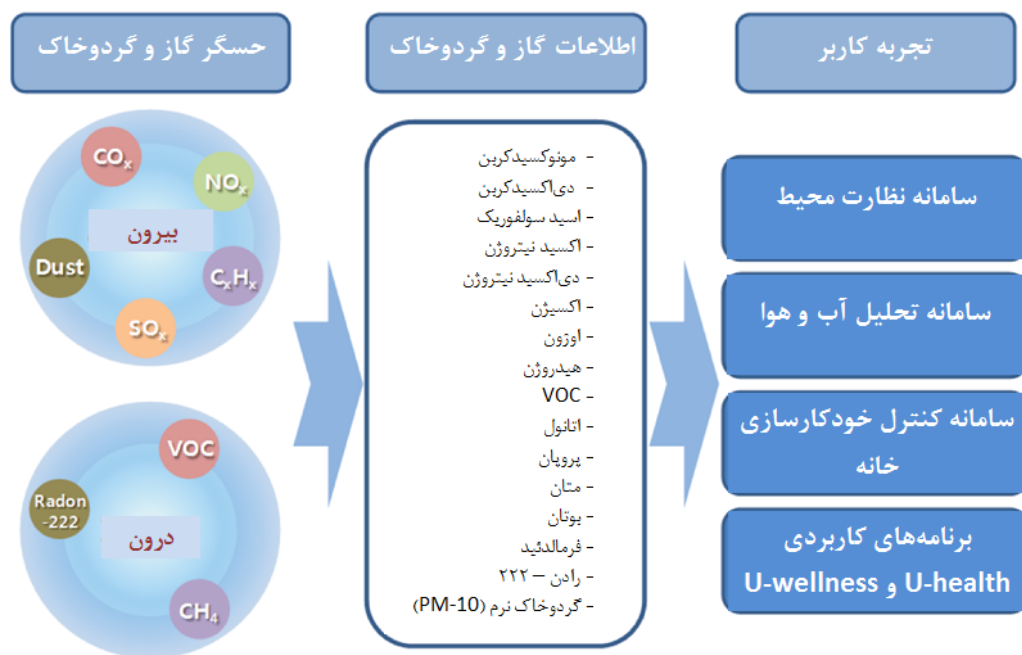 حسگر گاز و گردوخاک
اطلاعات گاز و گردوخاک
تجربه کاربر
COₓ
NOₓ
بیرون
Dust
CₓHₓ
SOₓ
VOC
Radon
-222
درون
CH₄
- مونوکسیدکربن
- دی‌اکسیدکربن
- اسید سولفوریک
- اکسید نیتروژن
- دی‌اکسید نیتروژن
- اکسیژن
- اوزون
- هیدروژن
- VOC
- اتانول
- پروپان
- متان
- بوتان
- فرمالدئید
- رادن – ۲۲۲
- گردوخاک نرم (PM-10)
سامانه نظارت محیط
سامانه تحلیل آب و هوا
سامانه کنترل خودکارسازی
خانه
برنامه‌های کاربردی
U-health و U-wellness